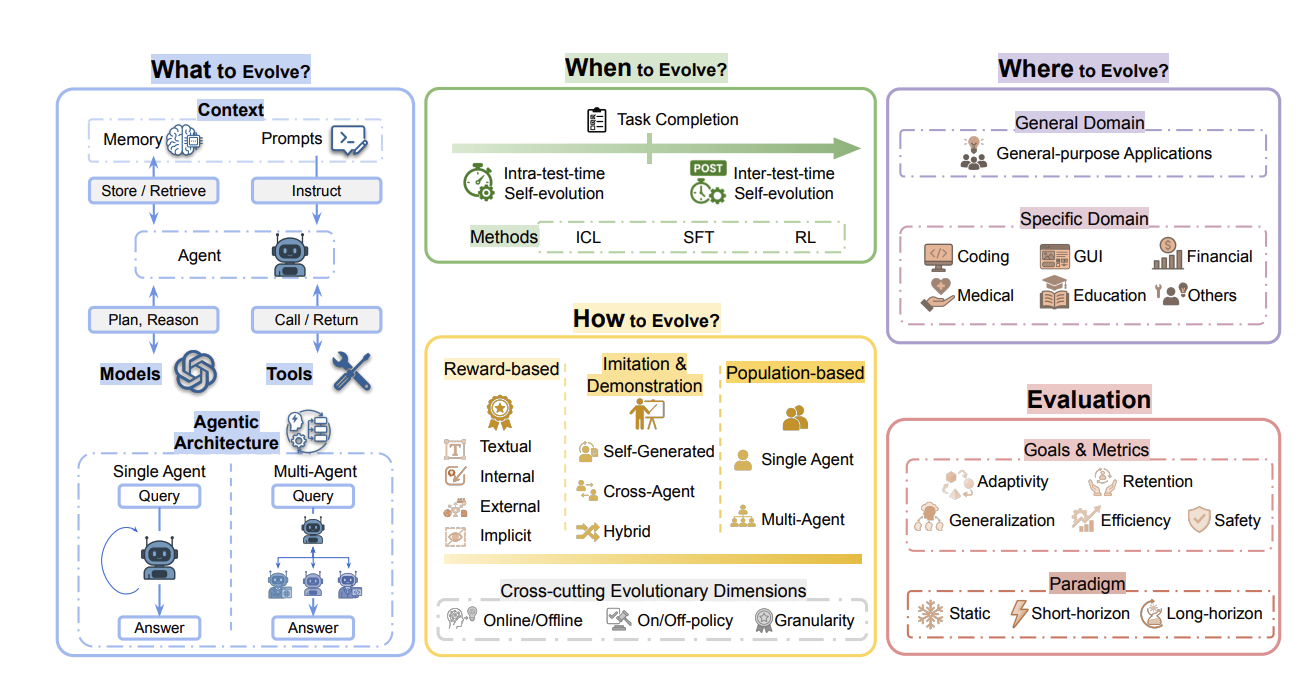 What to Evolve?
Context
Memory
Prompts
Store / Retrieve
Instruct
Agent
Plan, Reason
Call / Return
Models
Tools
Agentic
Architecture
Single Agent
Multi-Agent
Query
Query
Answer
Answer
When to Evolve?
Task Completion
Intra-test-time
Self-evolution
POST
Inter-test-time
Self-evolution
Methods
ICL
SFT
RL
How to Evolve?
Reward-based
Textual
Internal
External
Implicit
Imitation &
Demonstration
Self-Generated
Cross-Agent
Hybrid
Population-based
Single Agent
Multi-Agent
Cross-cutting Evolutionary Dimensions
Online/Offline
On/Off-policy
Granularity
Where to Evolve?
General Domain
General-purpose Applications
Specific Domain
Coding
GUI
Financial
Medical
Education
Others
Evaluation
Goals & Metrics
Adaptivity
Retention
Generalization
Efficiency
Safety
Paradigm
Static
Short-horizon
Long-horizon